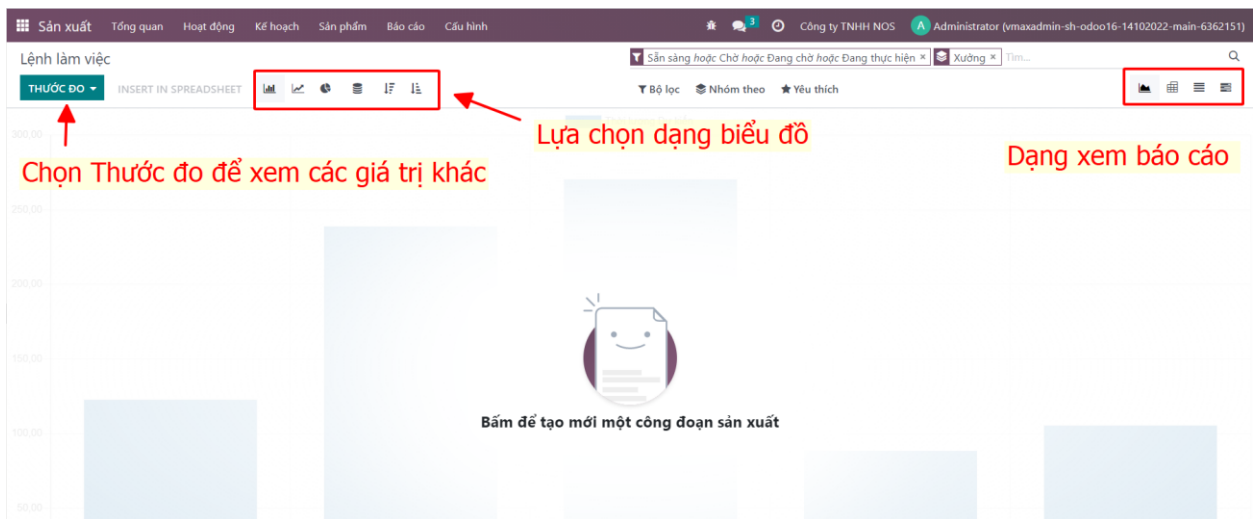 Sản xuất Tổng quan Hoạt động Kế hoạch Sản phẩm Báo cáo Cấu hình 3 Công ty TNHH NOS A Administrator (vmaxadmin-sh-odoo16-14102022-main-6362151)
Lệnh làm việc Sẵn sàng hoặc Chờ hoặc Đang chờ hoặc Đang thực hiện × Xưởng × Tìm...
THƯỚC ĐO INSERT IN SPREADSHEET Bộ lọc Nhóm theo Yêu thích
300,00
Lựa chọn dạng biểu đồ
Dạng xem báo cáo
Chọn Thước đo để xem các giá trị khác
250,00
200,00
150,00
Bấm để tạo mới một công đoạn sản xuất
100,00
50,00